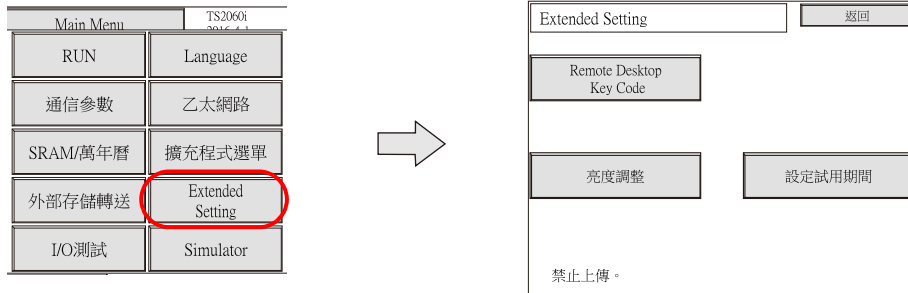 Main Menu
TS2060i
RUN
Language
通信參數
乙太網路
SRAM/萬年曆
擴充程式選單
外部存儲轉送
Extended
Setting
I/O測試
Simulator
Extended Setting
返回
Remote Desktop
Key Code
亮度調整
設定試用期間
禁止上傳。